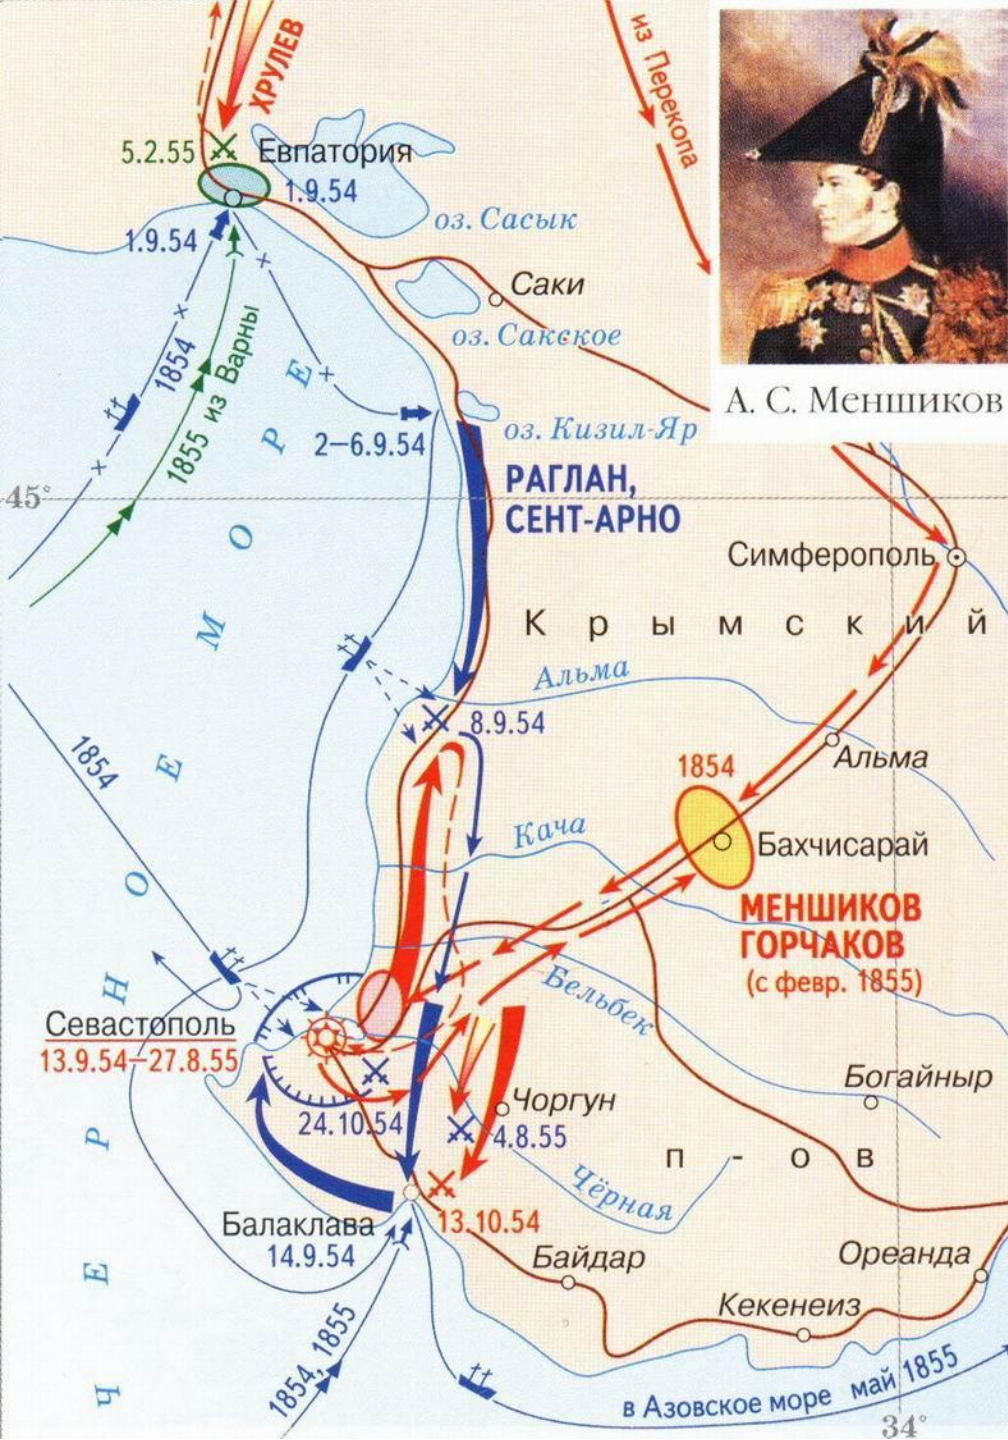 ХРУЛЕВ
из Перекопа
5.2.55
Евпатория
1.9.54
1.9.54
оз. Сасык
Саки
оз. Сакское
А. С. Меншиков
1854
1855 из Варны
2–6.9.54
оз. Кизил-Яр
РАГЛАН,
СЕНТ-АРНО
45°
Симферополь
Крымский
Альма
8.9.54
Альма
1854
1854
Кача
Бахчисарай
МЕНШИКОВ
ГОРЧАКОВ
(с февр. 1855)
Бельбек
Севастополь
13.9.54–27.8.55
Богайныр
Чоргун
24.10.54
4.8.55
п-ов
Чёрная
Балаклава
14.9.54
13.10.54
Байдар
Ореанда
Кекенеиз
1854, 1855
в Азовское море май 1855
34°
ЧЕРНОЕ МОРЕ